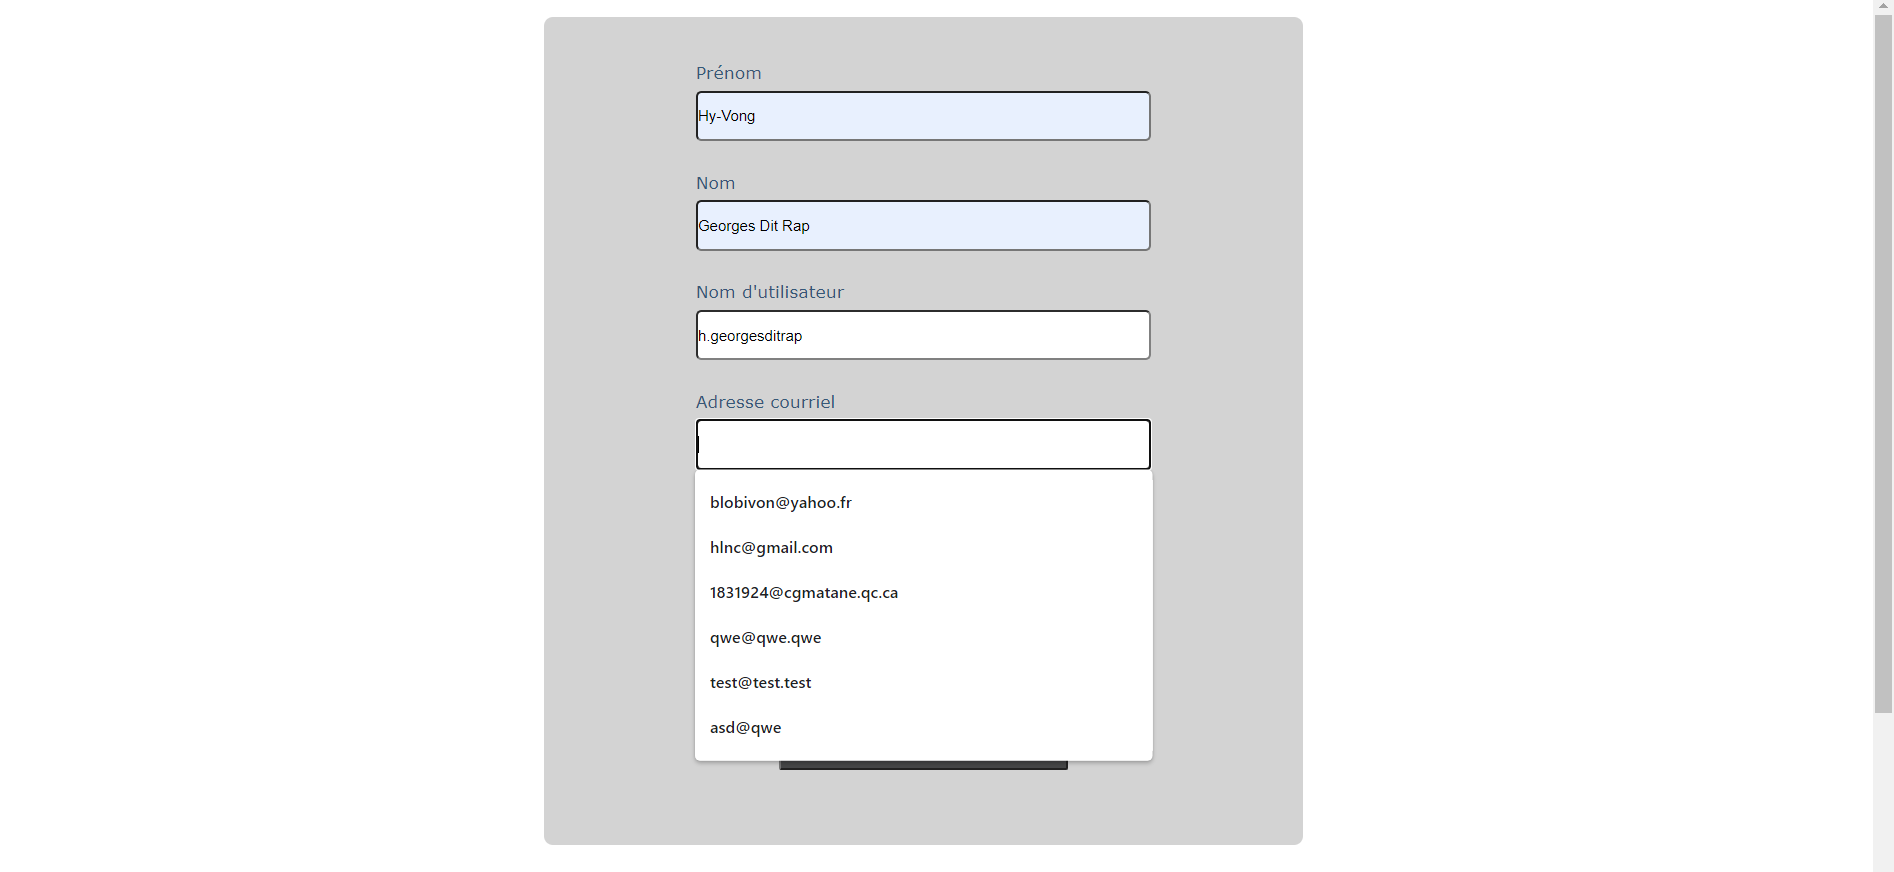 Prénom
Hy-Vong
Nom
Georges Dit Rap
Nom d'utilisateur
h.georgesditrap
Adresse courriel
blobivon@yahoo.fr
hlnc@gmail.com
1831924@cgmatane.qc.ca
qwe@qwe.qwe
test@test.test
asd@qwe